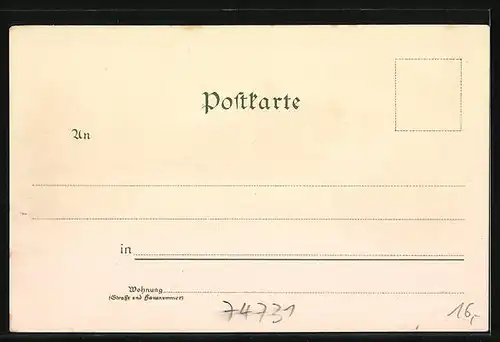 Postkarte
An
in
Wohnung
(Straße und Hausnummer)
74731
16,-